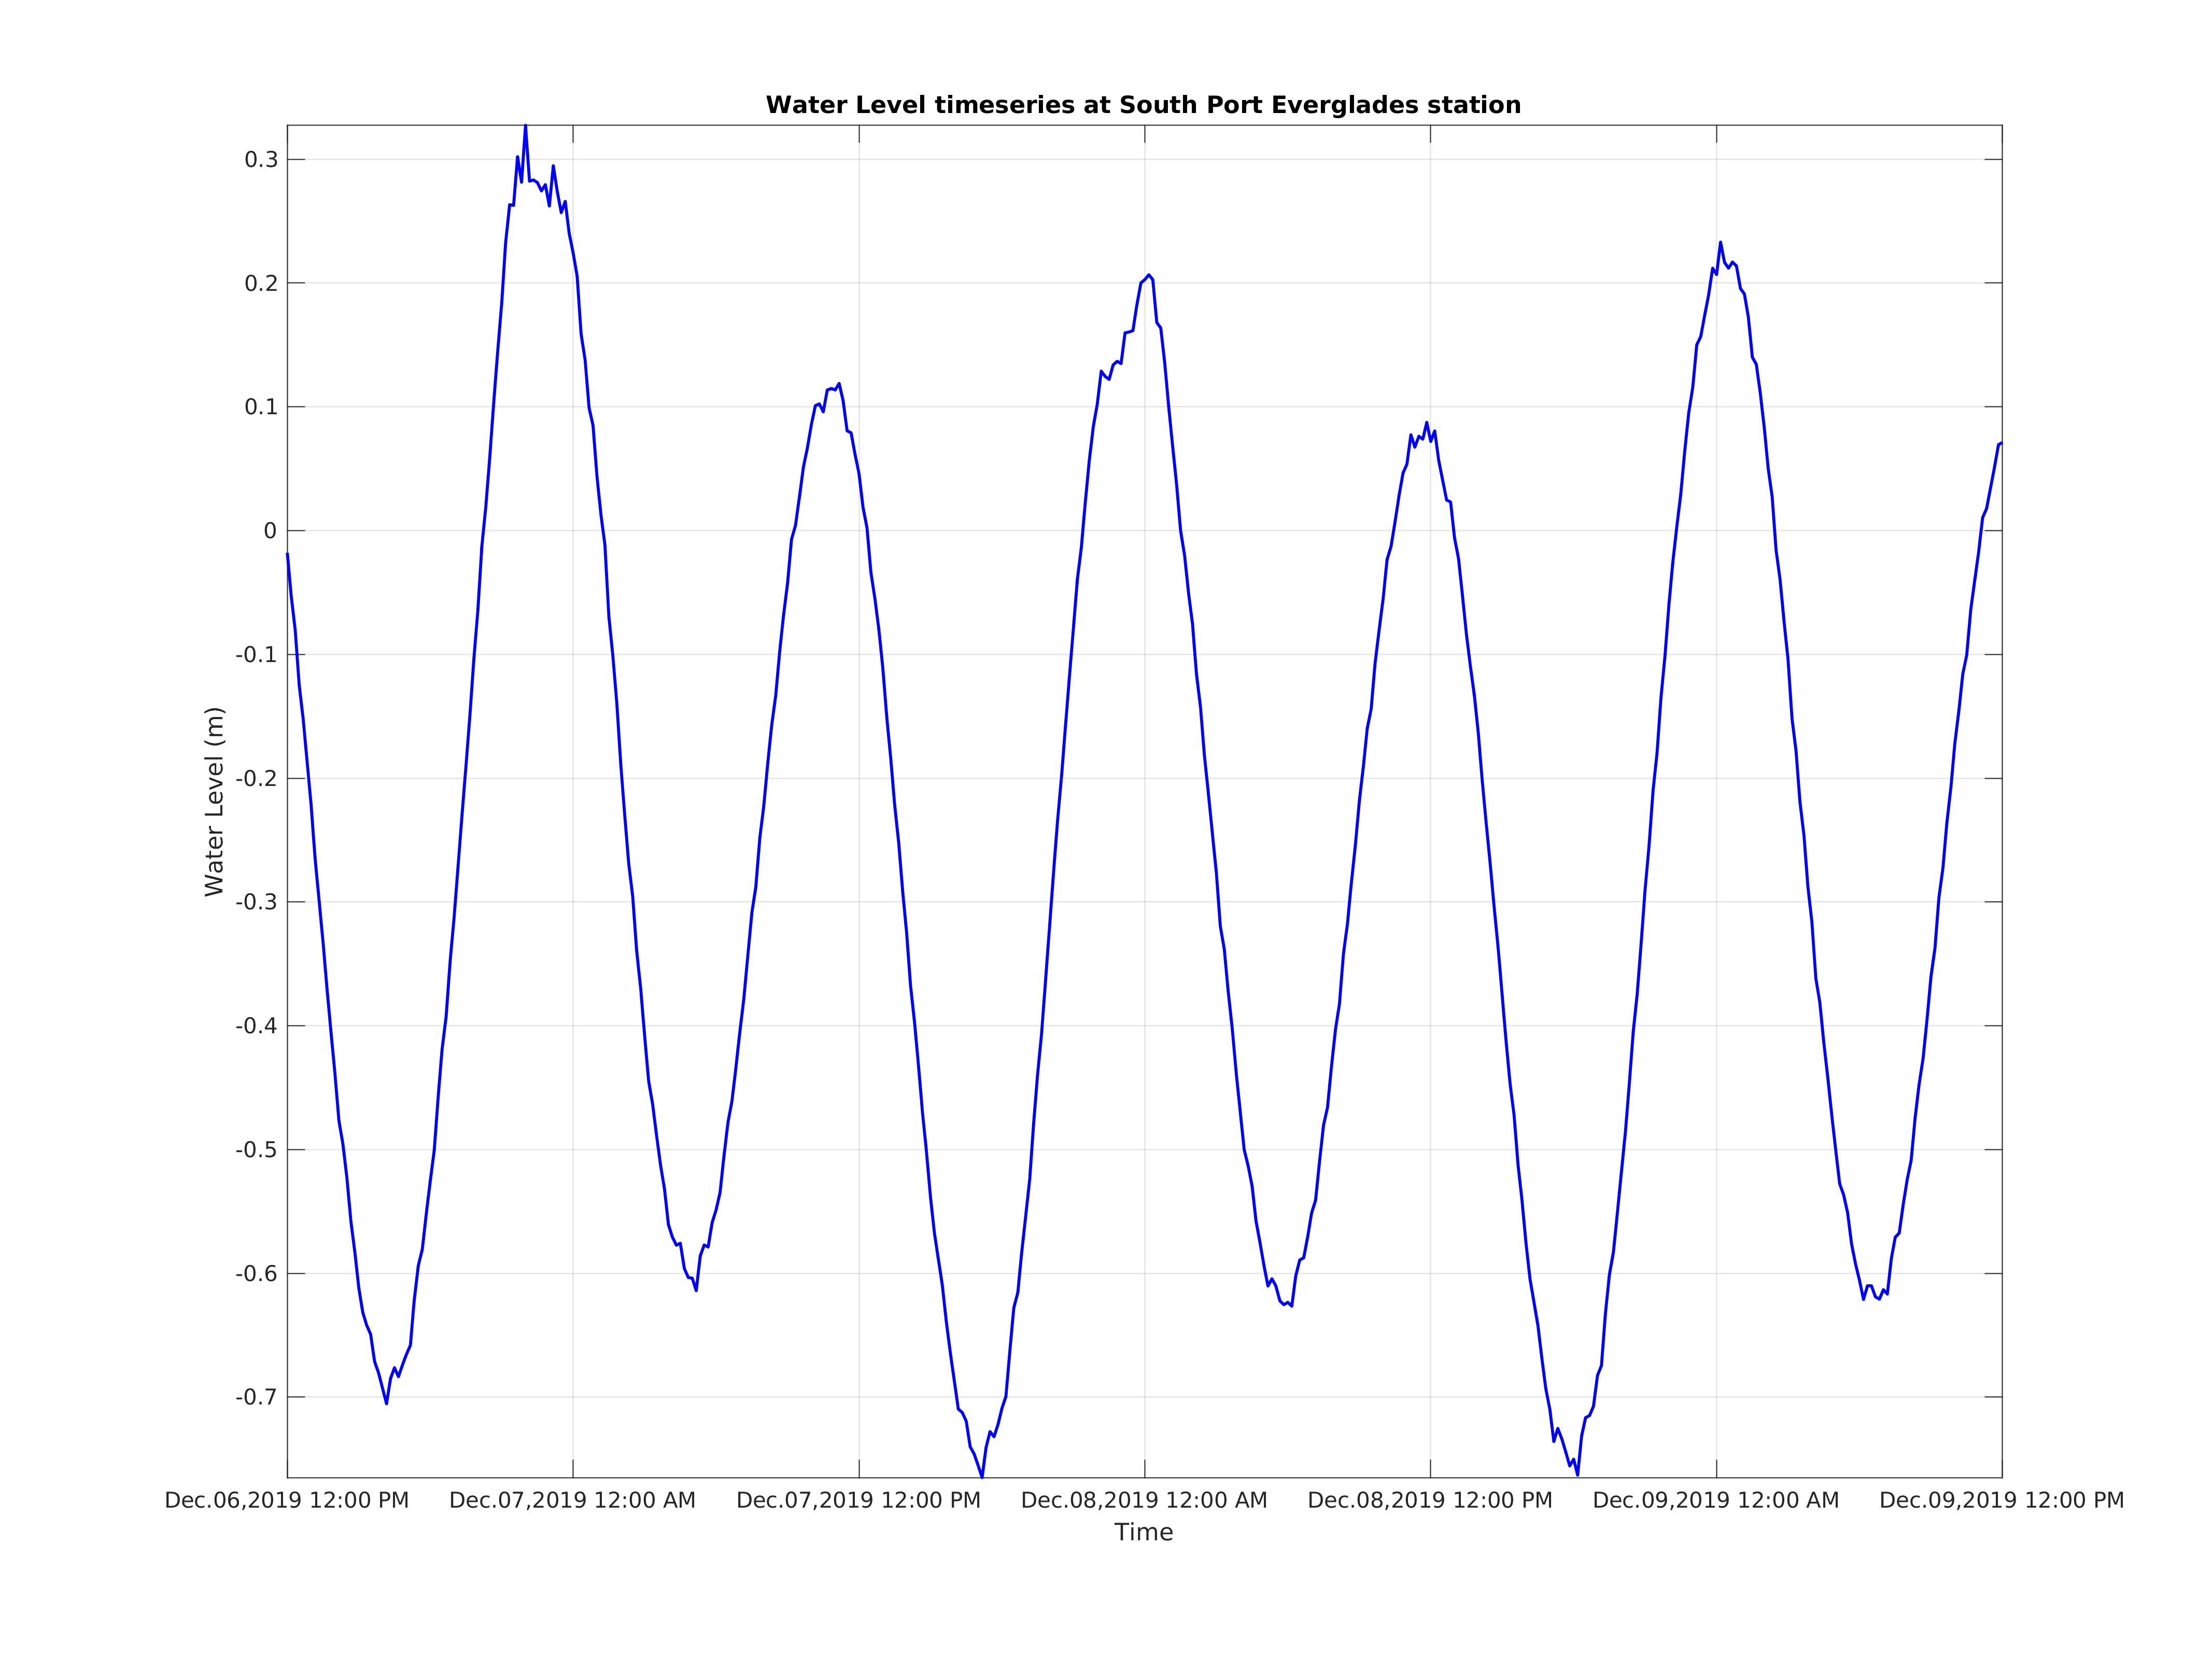 Water Level timeseries at South Port Everglades station
0.3
0.2
0.1
0
-0.1
-0.2
-0.3
-0.4
-0.5
-0.6
-0.7
Water Level (m)
Dec.06,2019 12:00 PM
Dec.07,2019 12:00 AM
Dec.07,2019 12:00 PM
Dec.08,2019 12:00 AM
Dec.08,2019 12:00 PM
Dec.09,2019 12:00 AM
Dec.09,2019 12:00 PM
Time